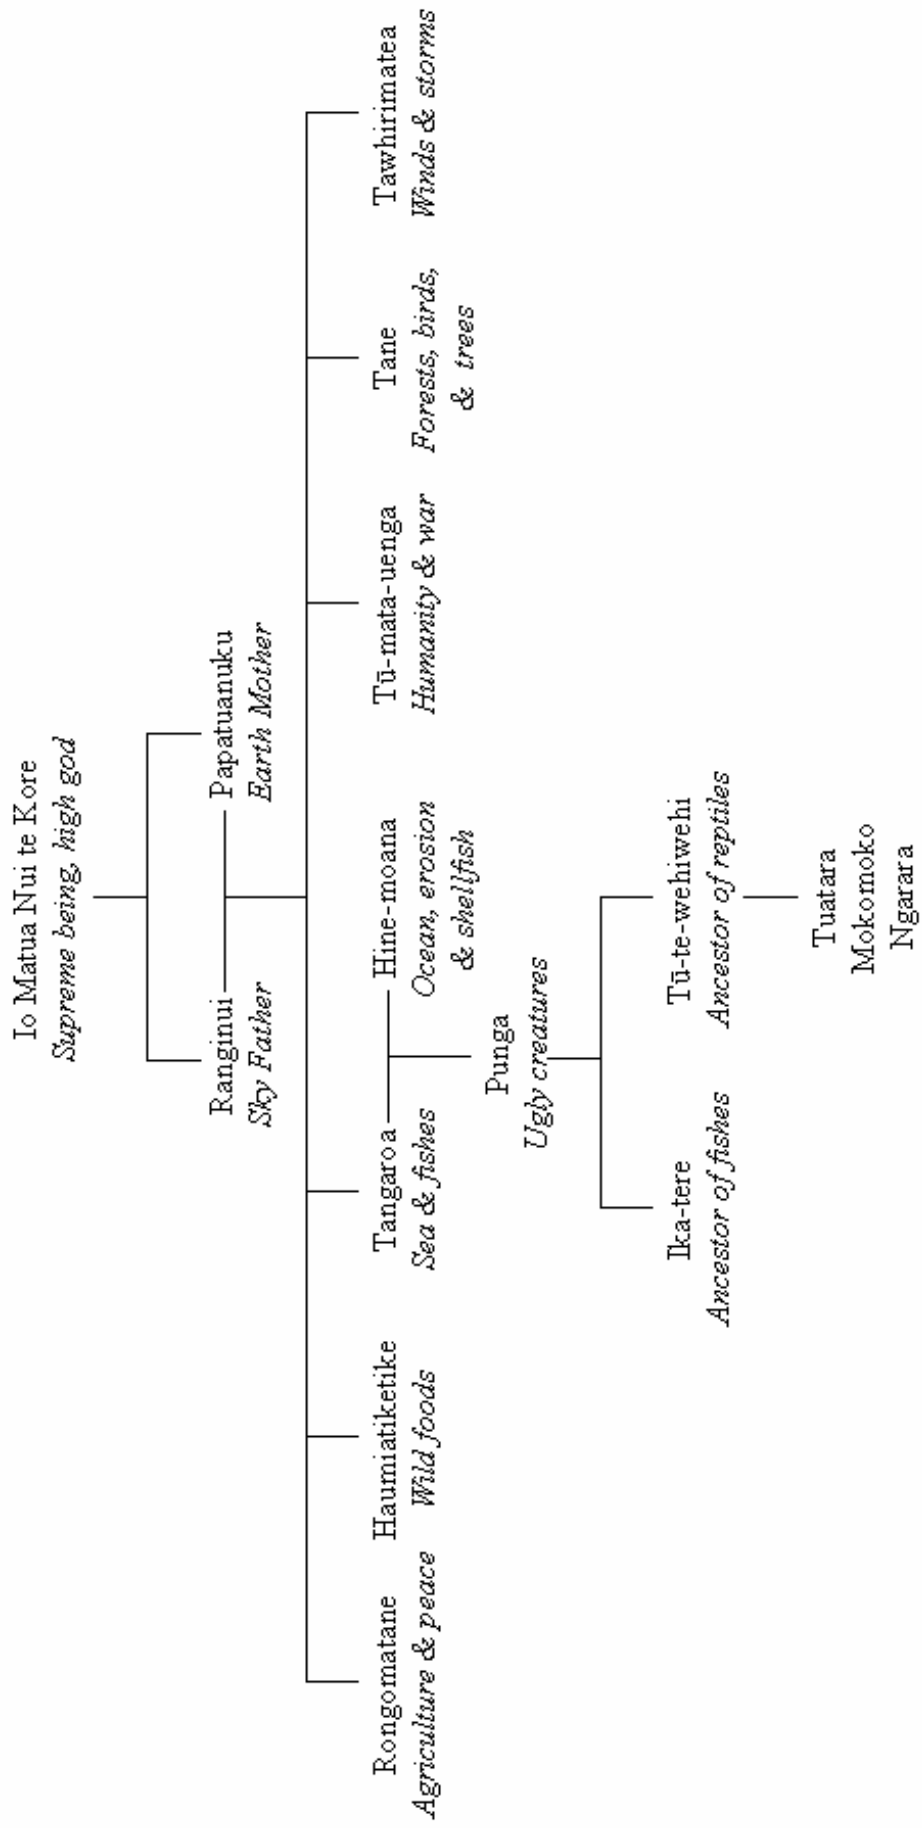 Io Matua Nui te Kore
Supreme being, high god
Ranginui
Sky Father
Papatuanuku
Earth Mother
Rongomatane
Agriculture & peace
Haumiatiketike
Wild foods
Tangaroa
Sea & fishes
Hine-moana
Ocean, erosion
& shellfish
Tū-mata-uenga
Humanity & war
Tane
Forests, birds,
& trees
Tawhirimatea
Winds & storms
Punga
Ugly creatures
Ika-tere
Ancestor of fishes
Tū-te-wehiwehi
Ancestor of reptiles
Tuatara
Mokomoko
Ngarara